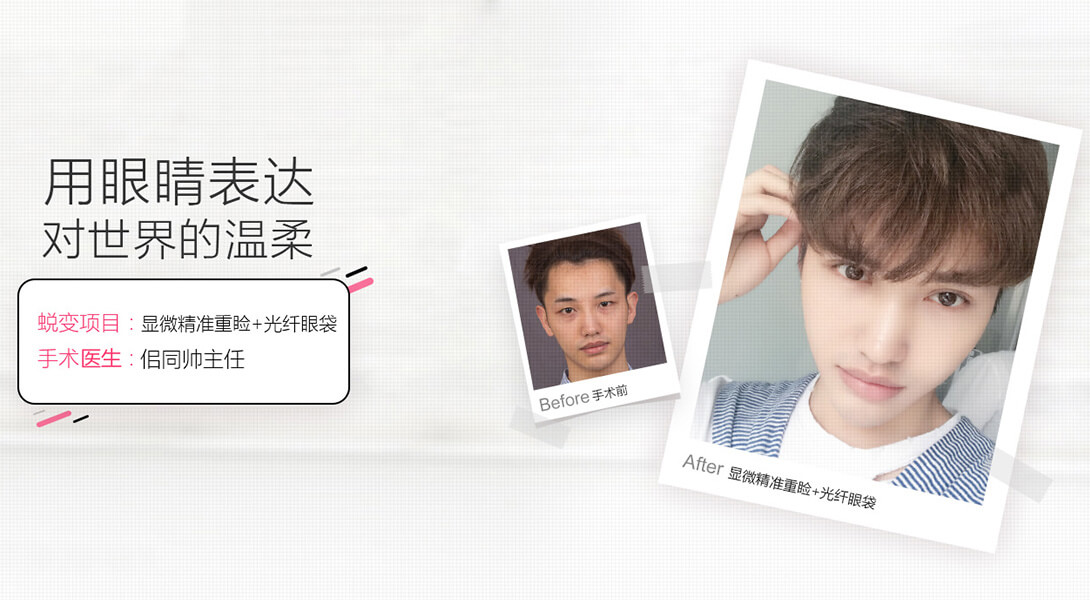 用眼睛表达
对世界的温柔
蜕变项目：显微精准重睑+光纤眼袋
手术医生：佀同帅主任
Before 手术前
After 显微精准重睑+光纤眼袋